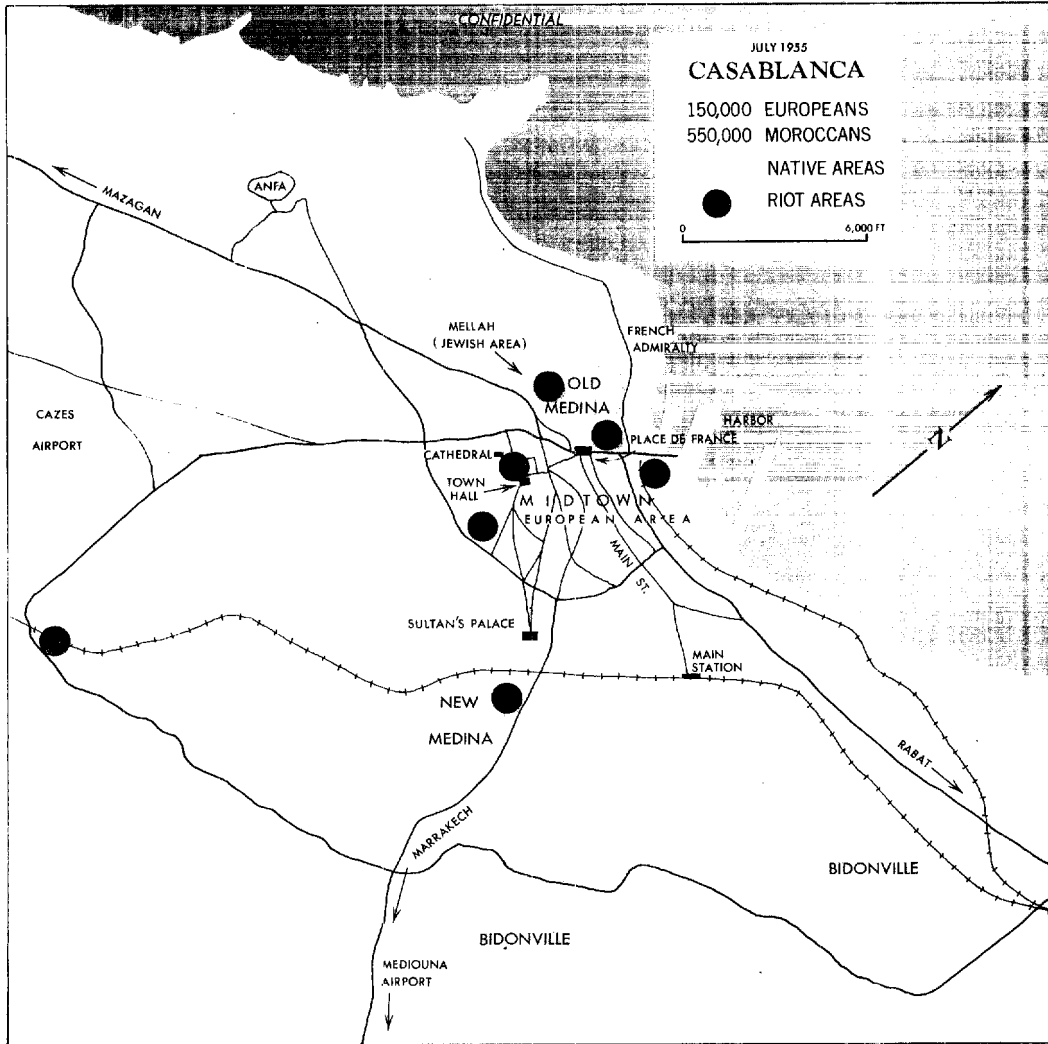 CONFIDENTIAL
JULY 1955
CASABLANCA
150,000 EUROPEANS
550,000 MOROCCANS
NATIVE AREAS
RIOT AREAS
0 6,000 FT
ANFA
MAZAGAN
MELLAH
(JEWISH AREA)
FRENCH
ADMIRALTY
OLD
MEDINA
CAZES
AIRPORT
HARBOR
PLACE DE FRANCE
N
CATHEDRAL
TOWN
HALL
MIDTOWN
EUROPEAN AREA
MAIN ST.
SULTAN'S PALACE
MAIN
STATION
NEW
MEDINA
RABAT
MARRAKECH
BIDONVILLE
BIDONVILLE
MEDIOUNA
AIRPORT